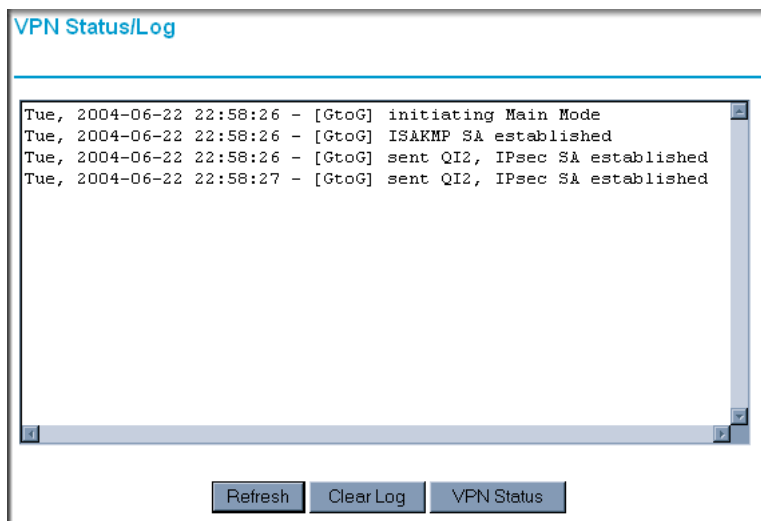 VPN Status/Log
Tue, 2004-06-22 22:58:26 - [GtoG] initiating Main Mode
Tue, 2004-06-22 22:58:26 - [GtoG] ISAKMP SA established
Tue, 2004-06-22 22:58:26 - [GtoG] sent QI2, IPsec SA established
Tue, 2004-06-22 22:58:27 - [GtoG] sent QI2, IPsec SA established
Refresh Clear Log VPN Status